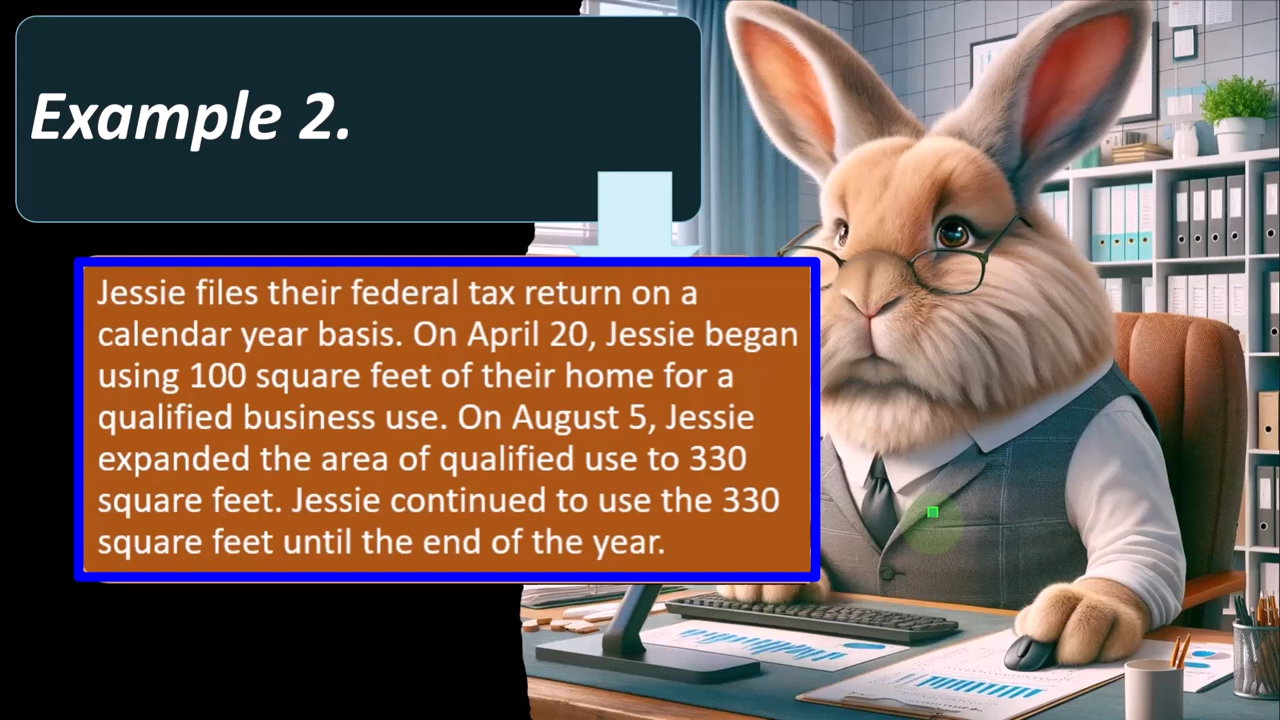 Example 2.
Jessie files their federal tax return on a
calendar year basis. On April 20, Jessie began
using 100 square feet of their home for a
qualified business use. On August 5, Jessie
expanded the area of qualified use to 330
square feet. Jessie continued to use the 330
square feet until the end of the year.